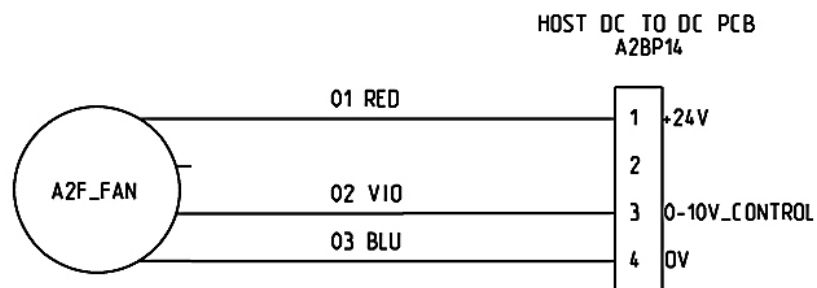 HOST DC TO DC PCB
A2BP14
01 RED
1 +24V
2
A2F_FAN
02 VIO
3 0-10V_CONTROL
03 BLU
4 0V